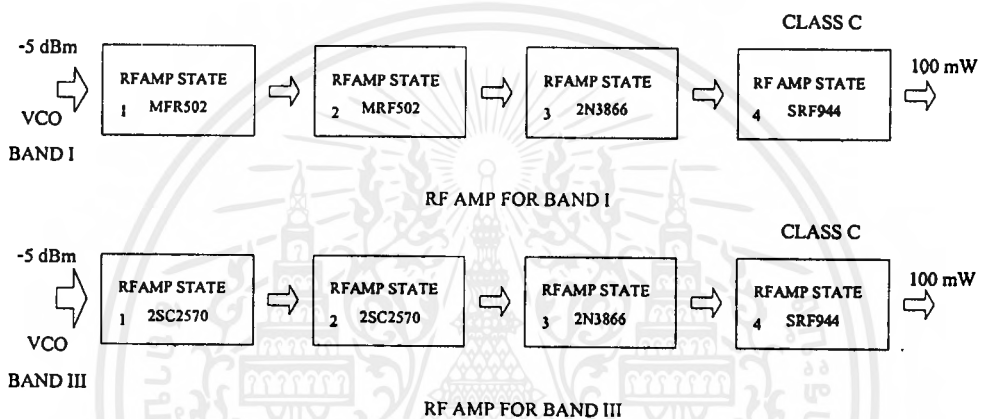 CLASS C
-5 dBm
100 mW
RFAMP STATE
1 MFR502
RFAMP STATE
2 MRF502
RFAMP STATE
3 2N3866
RF AMP STATE
4 SRF944
VCO
BAND I
RF AMP FOR BAND I
CLASS C
-5 dBm
100 mW
RFAMP STATE
1 2SC2570
RFAMP STATE
2 2SC2570
RFAMP STATE
3 2N3866
RFAMP STATE
4 SRF944
VCO
BAND III
RF AMP FOR BAND III